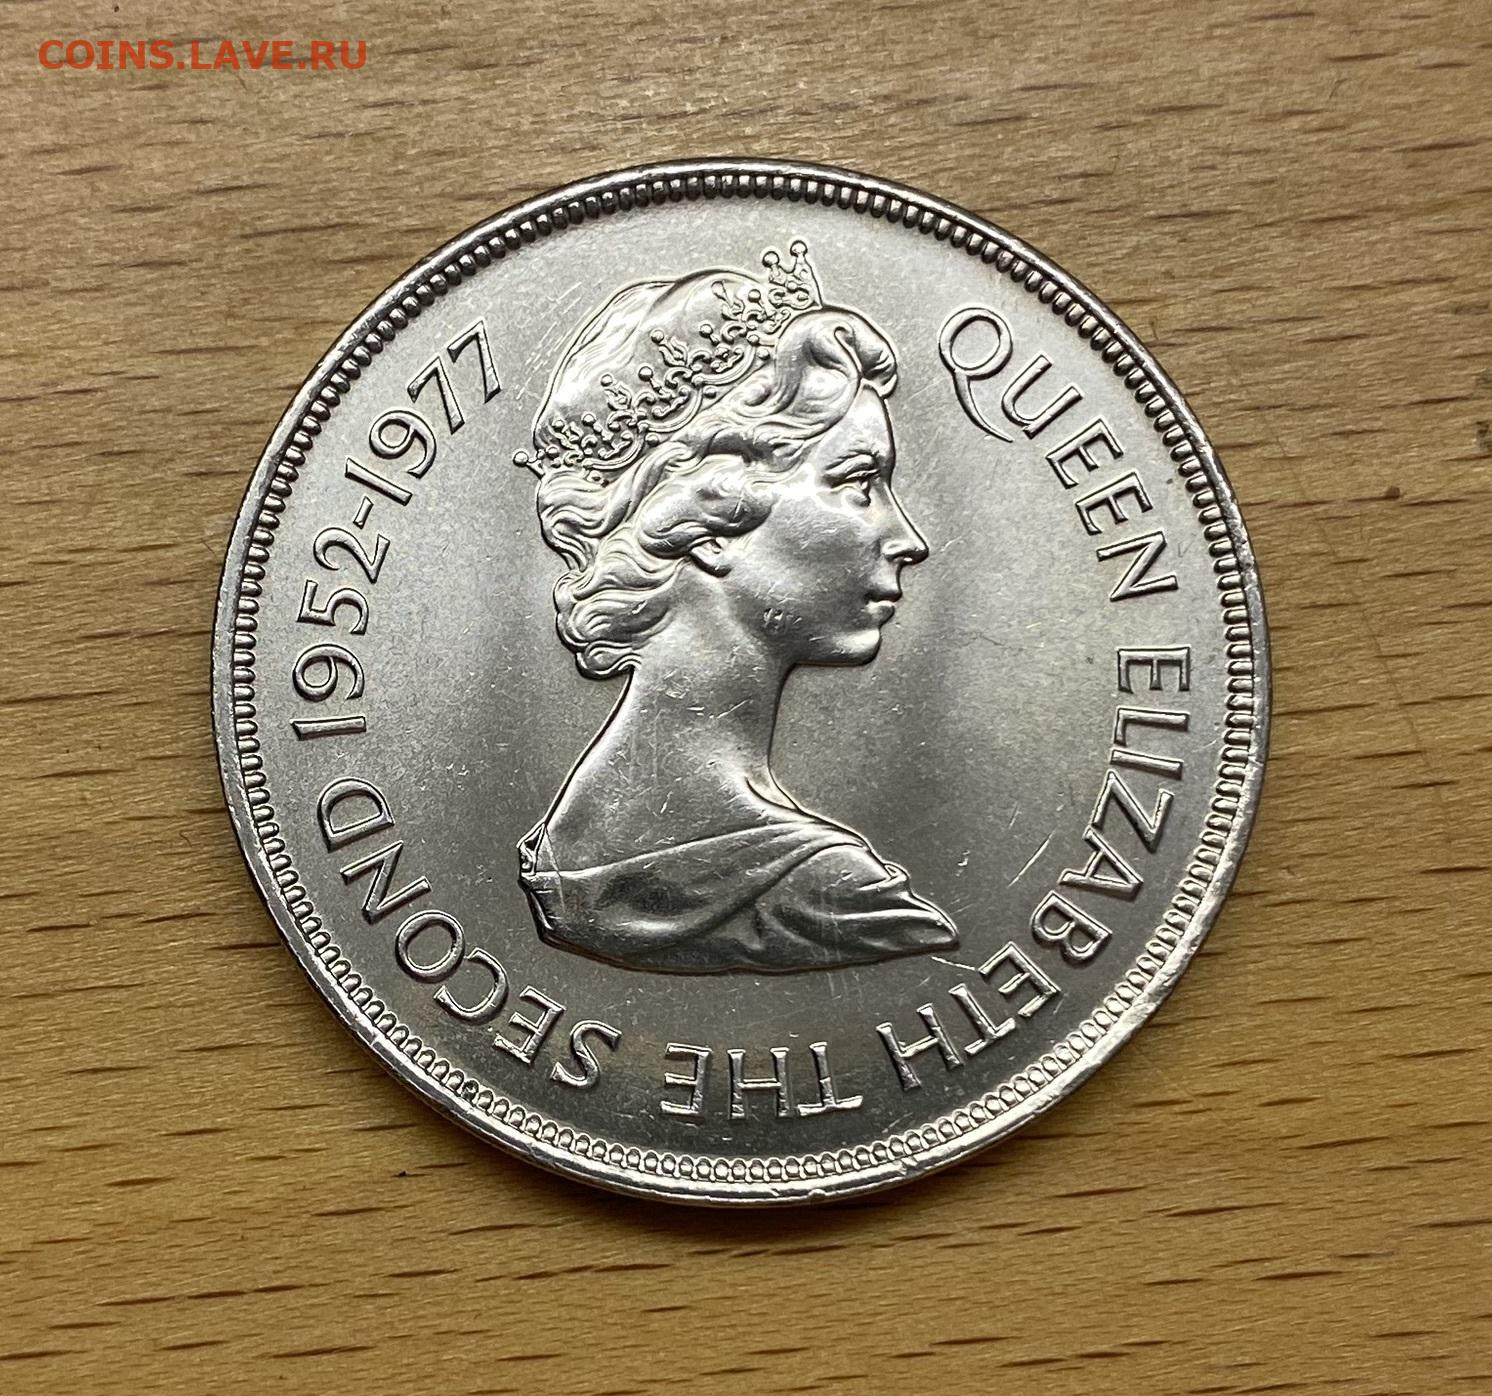 COINS.LAVE.RU
QUEEN ELIZABETH THE SECOND 1952-1977